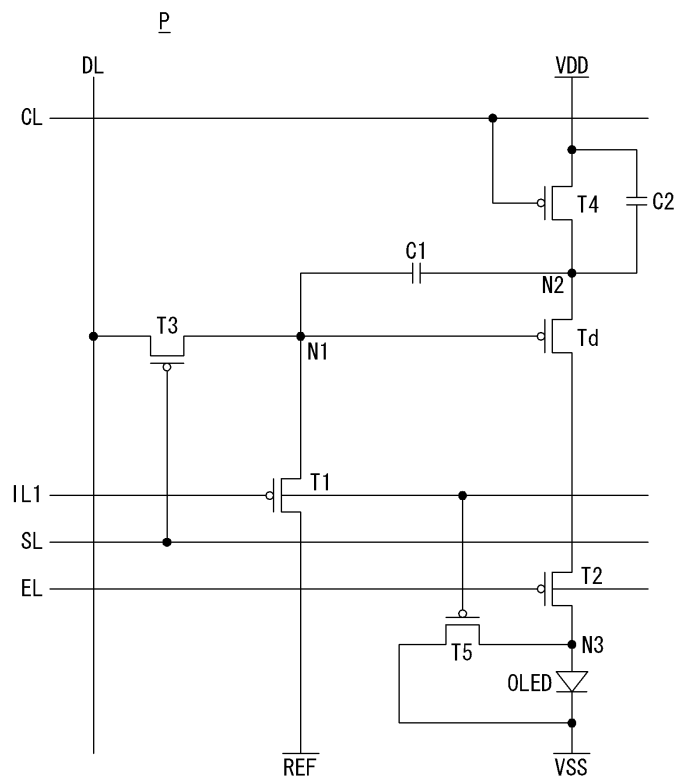 P
DL
VDD
CL
T4
C2
C1
N2
T3
N1
Td
IL1
T1
SL
EL
T2
T5
N3
OLED
REF
VSS